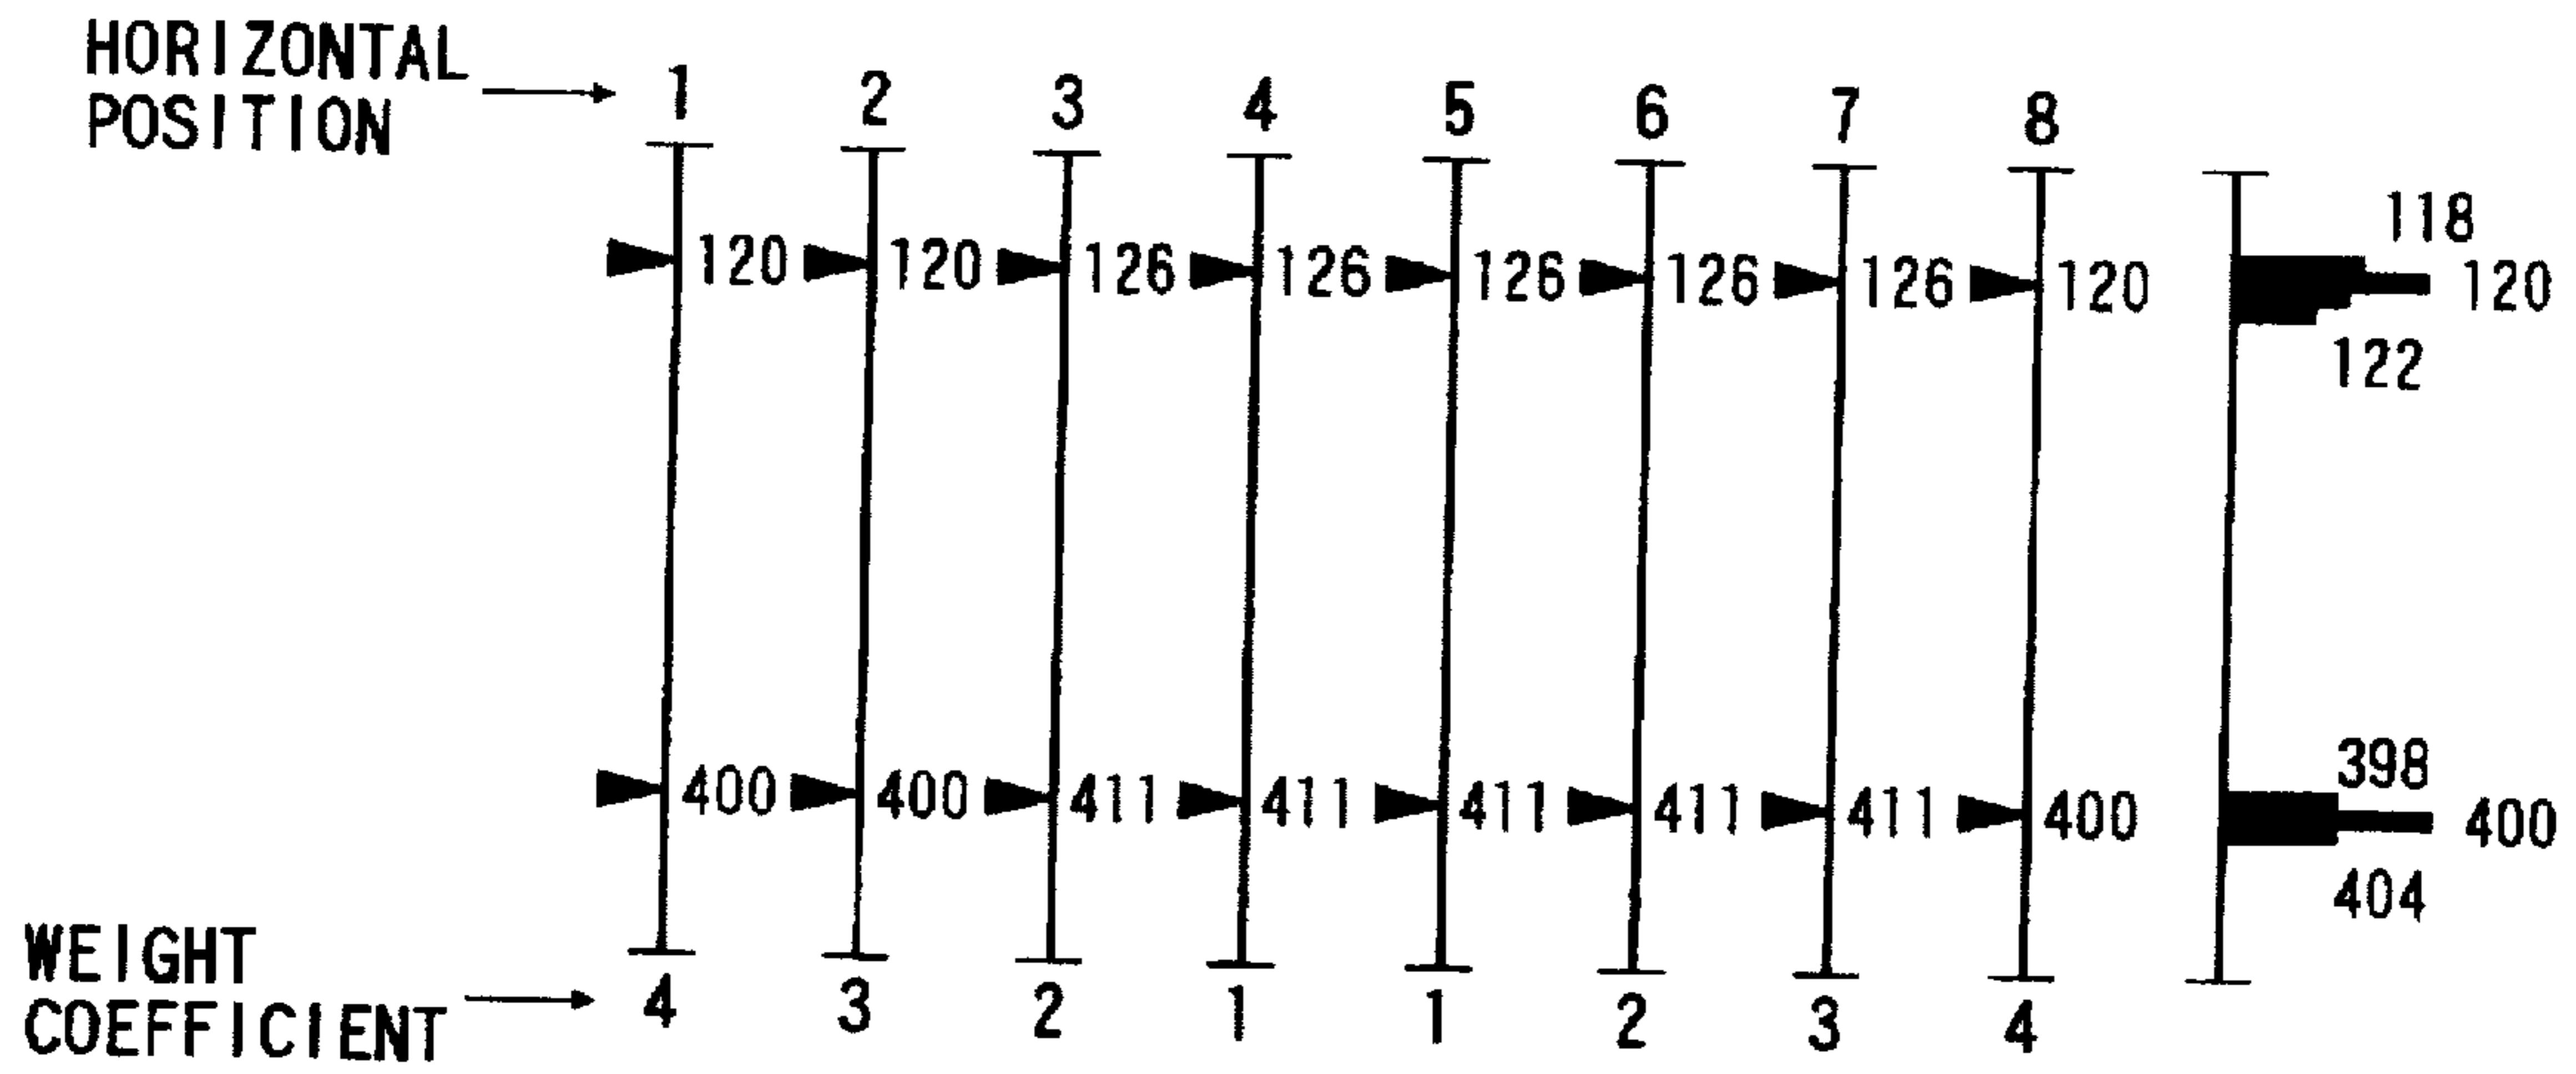 HORIZONTAL
POSITION
1 2 3 4 5 6 7 8
118
120 120 126 126 126 126 126 120 120
122
398
400 400 411 411 411 411 411 400 400
404
WEIGHT
COEFFICIENT
4 3 2 1 1 2 3 4